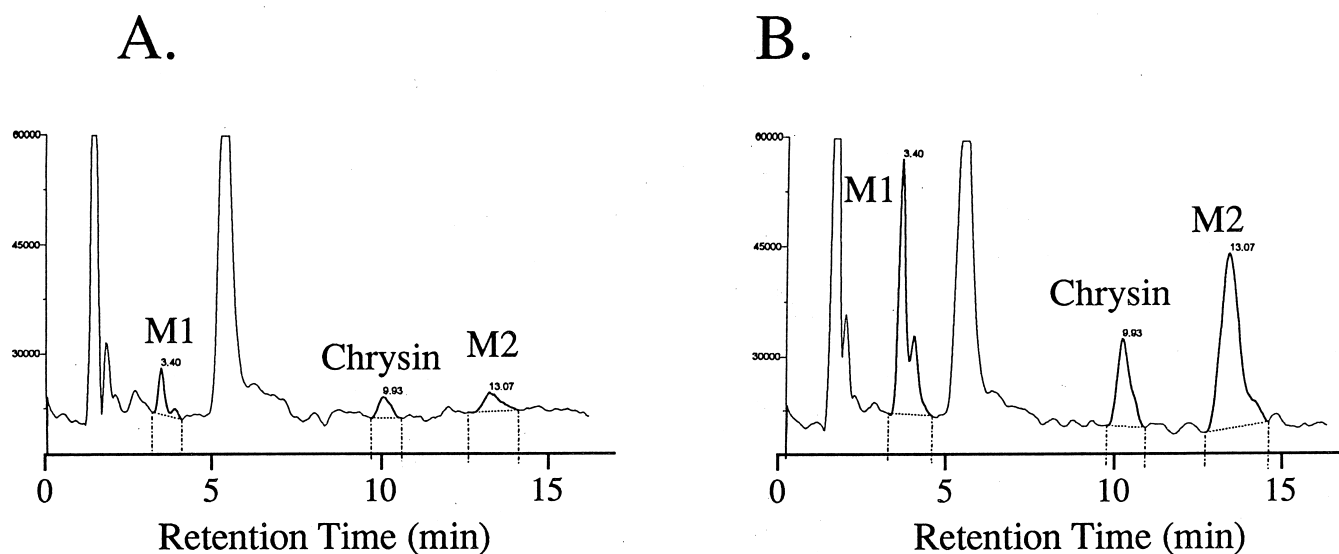 A.
60000
45000
30000
M1
3.40
Chrysin
9.93
M2
13.07
0 5 10 15
Retention Time (min)
B.
60000
45000
30000
M1
3.40
Chrysin
9.93
M2
13.07
0 5 10 15
Retention Time (min)